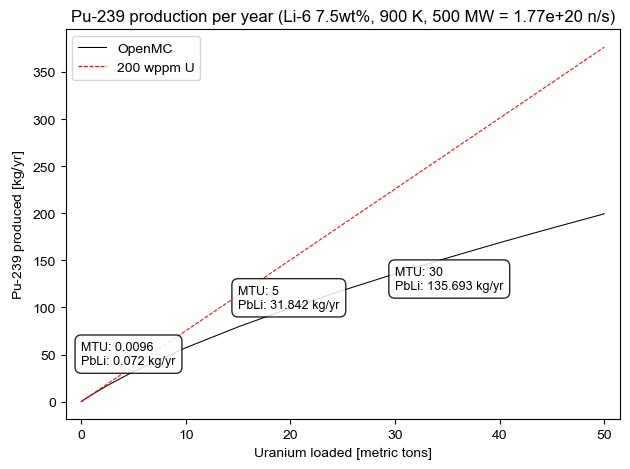 Pu-239 production per year (Li-6 7.5wt%, 900 K, 500 MW = 1.77e+20 n/s)
OpenMC
200 wppm U
350
300
250
200
150
100
50
0
Pu-239 produced [kg/yr]
MTU: 30
PbLi: 135.693 kg/yr
MTU: 5
PbLi: 31.842 kg/yr
MTU: 0.0096
PbLi: 0.072 kg/yr
0
10
20
30
40
50
Uranium loaded [metric tons]